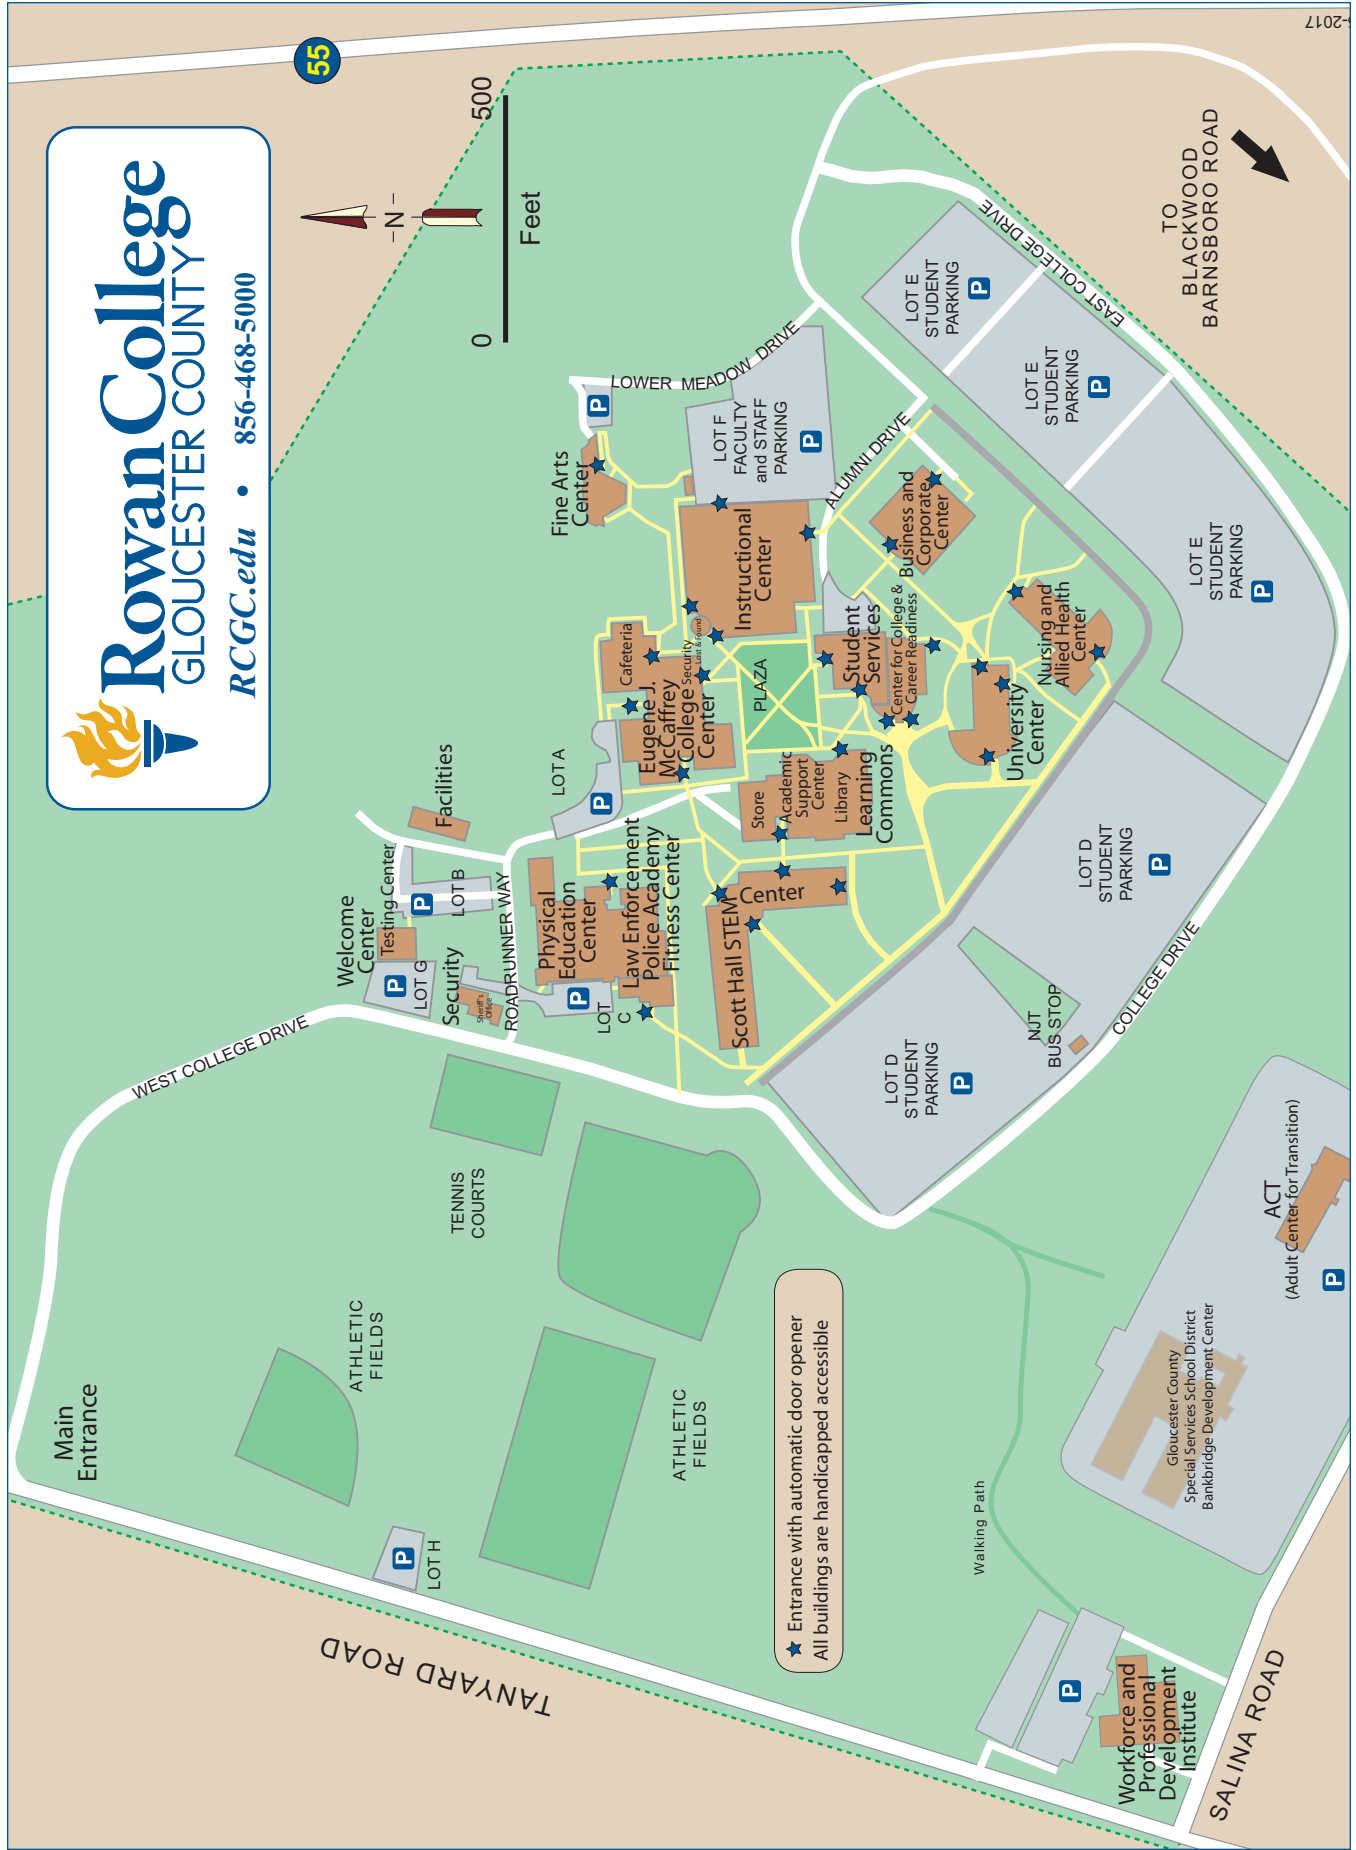 Rowan College
GLOUCESTER COUNTY
RCGC.edu • 856-468-5000
55
-2017
N
0
500
Feet
TO
BLACKWOOD
BARNSBORO ROAD
Main
Entrance
WEST COLLEGE DRIVE
TANYARD ROAD
SALINA ROAD
COLLEGE DRIVE
EAST COLLEGE DRIVE
LOWER MEADOW DRIVE
ALUMNI DRIVE
ROADRUNNER WAY
Facilities
Welcome
Center
Testing Center
P
LOT G
P
LOT B
Security
Sheriff's
Office
LOT A
P
Physical
Education
Center
Law Enforcement
Police Academy
Fitness Center
P
LOT
C
Fine Arts
Center
P
Cafeteria
Eugene J.
McCaffrey
College
Center
Security
Lost & Found
Instructional
Center
LOT F
FACULTY
and STAFF
PARKING
P
PLAZA
Store
Academic
Support
Center
Library
Learning
Commons
Scott Hall STEM
Center
Student
Services
Center for College &
Career Readiness
Business and
Corporate
Center
University
Center
Nursing and
Allied Health
Center
LOT E
STUDENT
PARKING
P
LOT E
STUDENT
PARKING
P
LOT E
STUDENT
PARKING
P
LOT D
STUDENT
PARKING
P
LOT D
STUDENT
PARKING
P
NJT
BUS STOP
TENNIS
COURTS
ATHLETIC
FIELDS
ATHLETIC
FIELDS
P
LOT H
Entrance with automatic door opener
All buildings are handicapped accessible
Walking Path
P
Workforce and
Professional
Development
Institute
Gloucester County
Special Services School District
Bankbridge Development Center
ACT
(Adult Center for Transition)
P